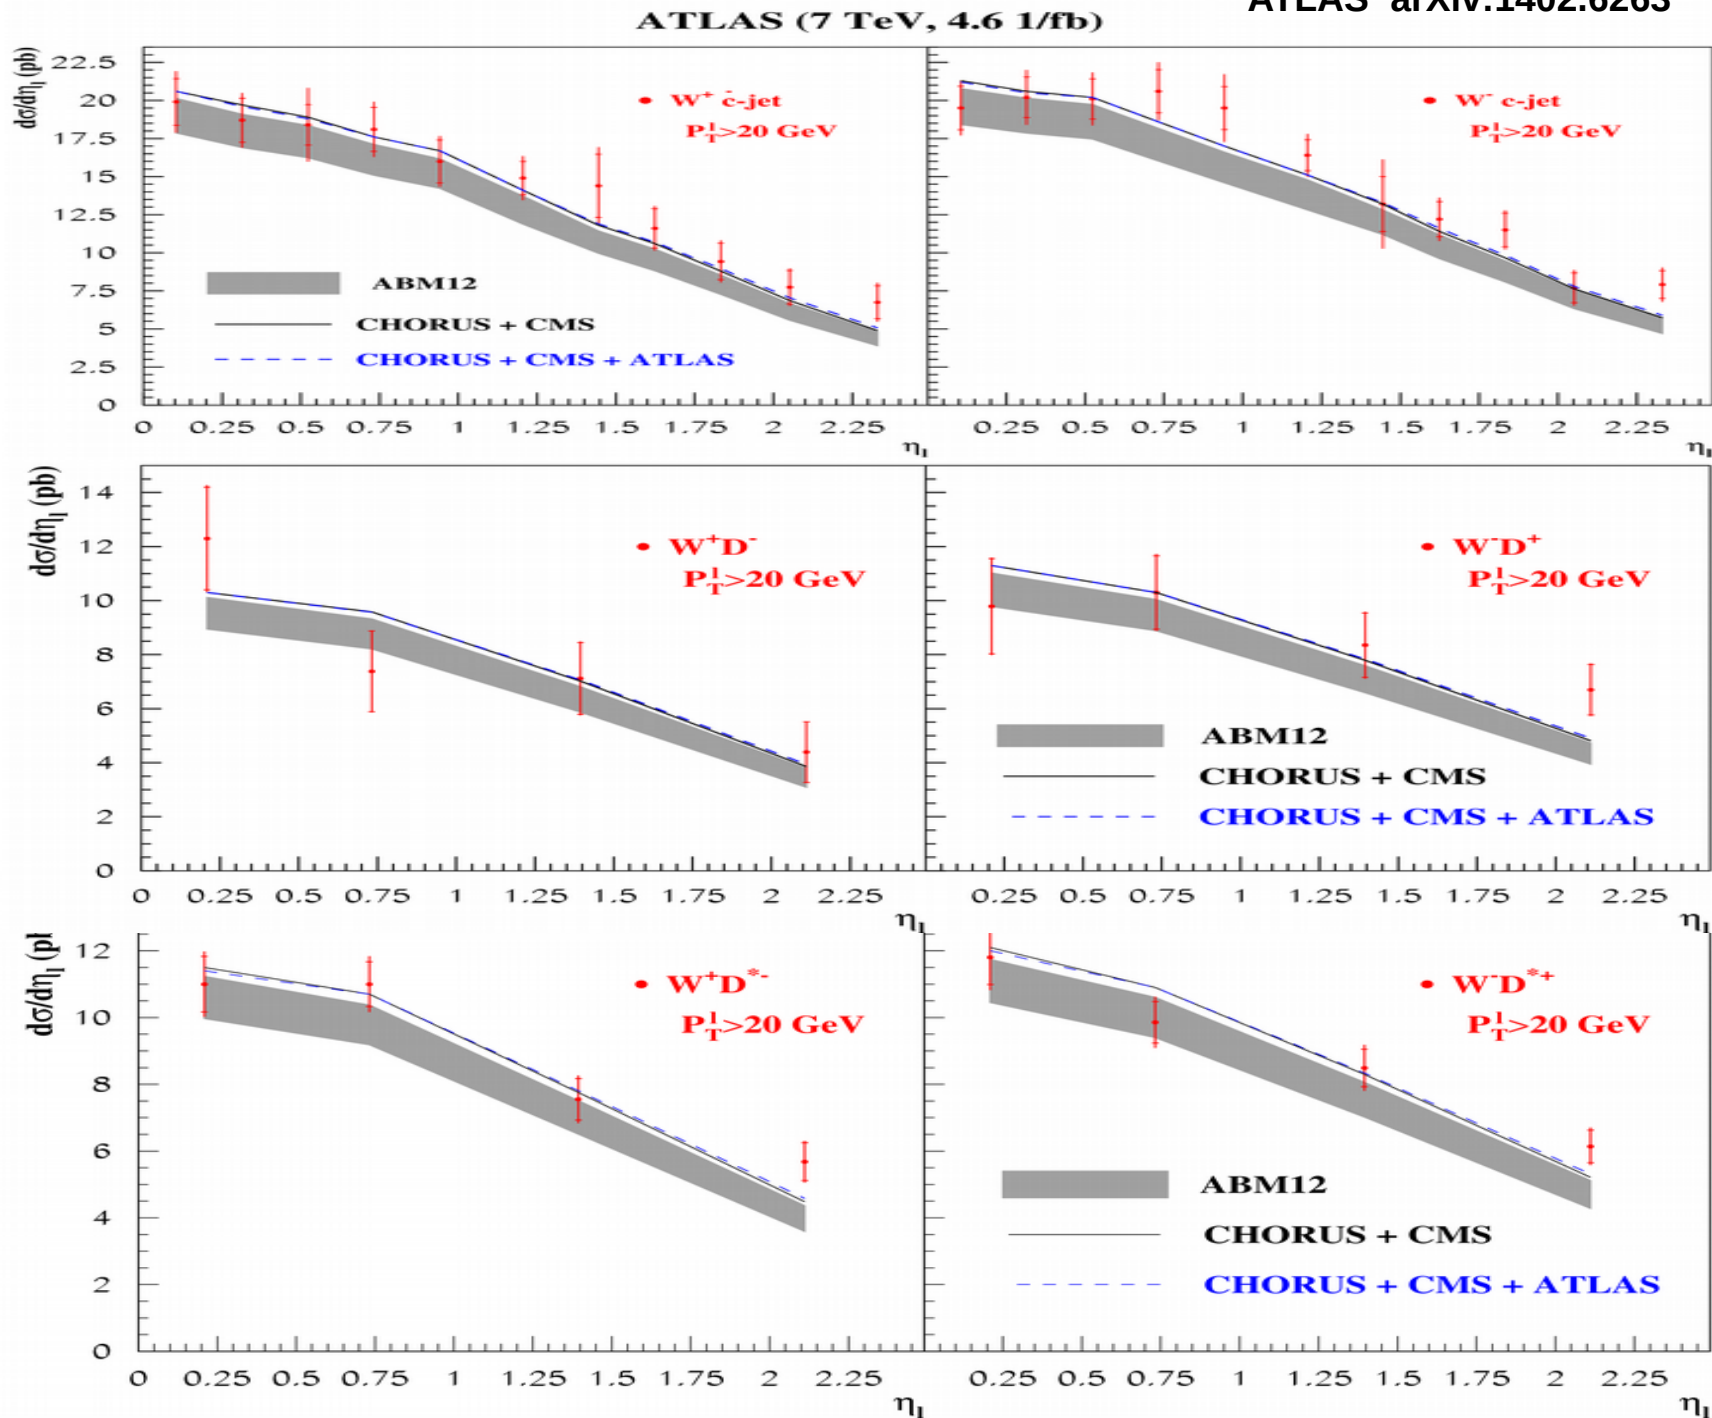 ATLAS arXiv:1402.6263
ATLAS (7 TeV, 4.6 1/fb)
dσ/dη_l (pb)
22.5
20
17.5
15
12.5
10
7.5
5
2.5
0
W⁺ c̄-jet
P_T^l>20 GeV
ABM12
CHORUS + CMS
CHORUS + CMS + ATLAS
W⁻ c-jet
P_T^l>20 GeV
0 0.25 0.5 0.75 1 1.25 1.5 1.75 2 2.25
0.25 0.5 0.75 1 1.25 1.5 1.75 2 2.25
η_l
η_l
dσ/dη_l (pb)
14
12
10
8
6
4
2
0
W⁺D⁻
P_T^l>20 GeV
W⁻D⁺
P_T^l>20 GeV
ABM12
CHORUS + CMS
CHORUS + CMS + ATLAS
0 0.25 0.5 0.75 1 1.25 1.5 1.75 2 2.25
0.25 0.5 0.75 1 1.25 1.5 1.75 2 2.25
η_l
η_l
dσ/dη_l
12
10
8
6
4
2
0
W⁺D*⁻
P_T^l>20 GeV
W⁻D*⁺
P_T^l>20 GeV
ABM12
CHORUS + CMS
CHORUS + CMS + ATLAS
0 0.25 0.5 0.75 1 1.25 1.5 1.75 2 2.25
0.25 0.5 0.75 1 1.25 1.5 1.75 2 2.25
η_l
η_l